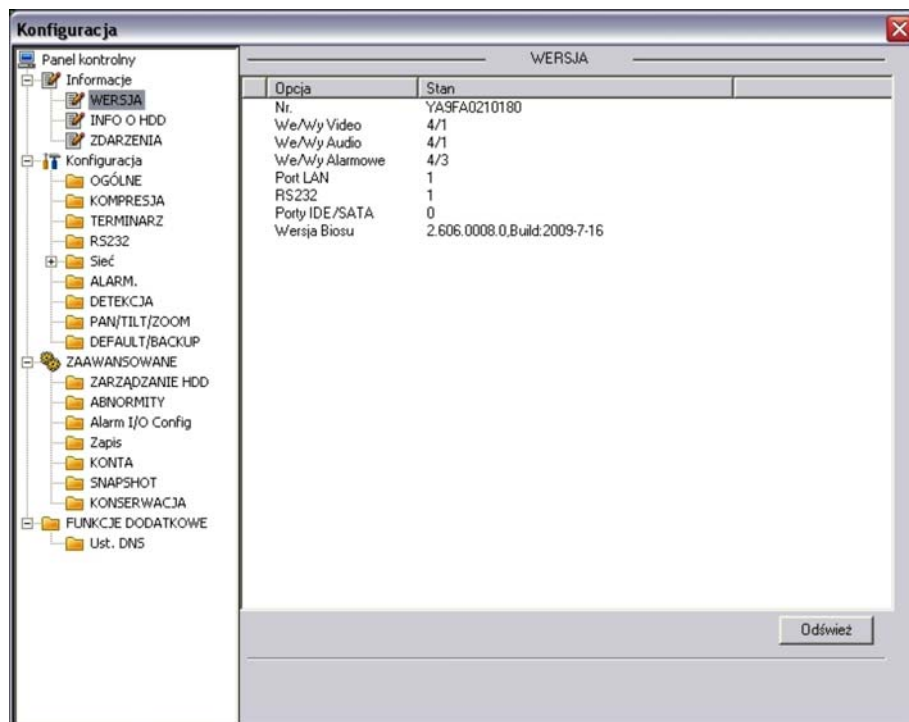 Konfiguracja
Panel kontrolny
Informacje
WERSJA
INFO O HDD
ZDARZENIA
Konfiguracja
OGÓLNE
KOMPRESJA
TERMINARZ
RS232
Sieć
ALARM.
DETEKCJA
PAN/TILT/ZOOM
DEFAULT/BACKUP
ZAAWANSOWANE
ZARZĄDZANIE HDD
ABNORMITY
Alarm I/O Config
Zapis
KONTA
SNAPSHOT
KONSERWACJA
FUNKCJE DODATKOWE
Ust. DNS
WERSJA
Opcja Stan
Nr. YA9FA0210180
We/Wy Video 4/1
We/Wy Audio 4/1
We/Wy Alarmowe 4/3
Port LAN 1
RS232 1
Porty IDE/SATA 0
Wersja Biosu 2.606.0008.0,Build:2009-7-16
Odśwież